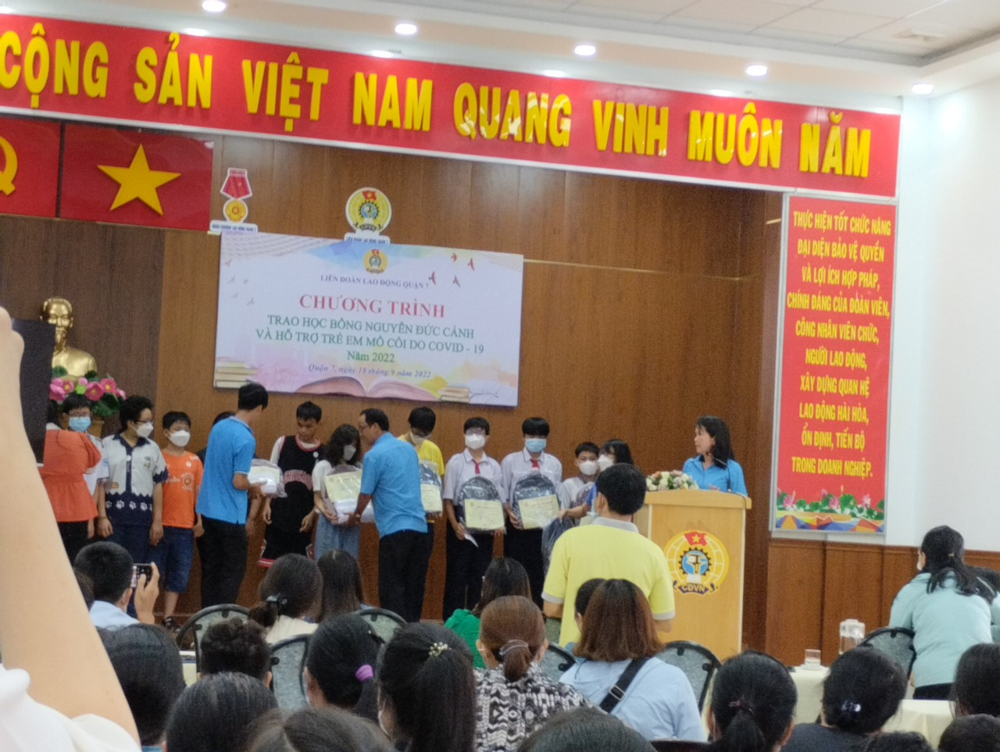 CỘNG SẢN VIỆT NAM QUANG VINH MUÔN NĂM
LIÊN ĐOÀN LAO ĐỘNG QUẬN 7
CHƯƠNG TRÌNH
TRAO HỌC BỔNG NGUYỄN ĐỨC CẢNH
VÀ HỖ TRỢ TRẺ EM MỒ CÔI DO COVID - 19
Năm 2022
Quận 7, ngày 18 tháng 9 năm 2022
THỰC HIỆN TỐT CHỨC NĂNG
ĐẠI DIỆN BẢO VỆ QUYỀN
VÀ LỢI ÍCH HỢP PHÁP,
CHÍNH ĐÁNG CỦA ĐOÀN VIÊN,
CÔNG NHÂN VIÊN CHỨC,
NGƯỜI LAO ĐỘNG,
XÂY DỰNG QUAN HỆ
LAO ĐỘNG HÀI HÒA,
ỔN ĐỊNH, TIẾN BỘ
TRONG DOANH NGHIỆP.
CĐVN